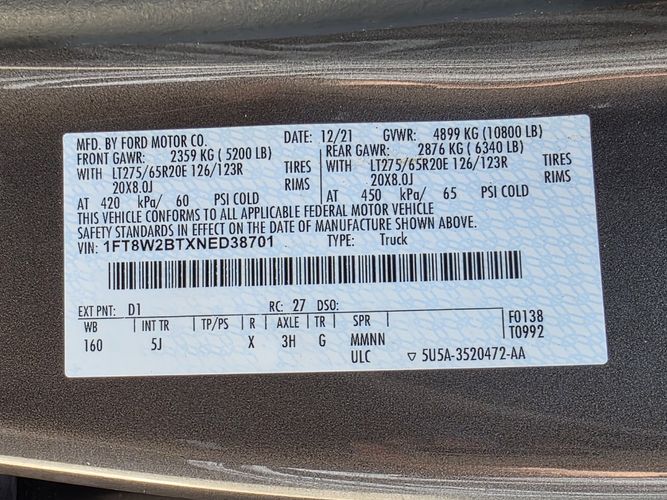 MFD. BY FORD MOTOR CO. DATE: 12/21 GVWR: 4899 KG (10800 LB)
FRONT GAWR: 2359 KG ( 5200 LB) REAR GAWR: 2876 KG ( 6340 LB)
WITH LT275/65R20E 126/123R TIRES WITH LT275/65R20E 126/123R TIRES
20X8.0J RIMS 20X8.0J RIMS
AT 420 kPa/ 60 PSI COLD AT 450 kPa/ 65 PSI COLD
THIS VEHICLE CONFORMS TO ALL APPLICABLE FEDERAL MOTOR VEHICLE
SAFETY STANDARDS IN EFFECT ON THE DATE OF MANUFACTURE SHOWN ABOVE.
VIN: 1FT8W2BTXNED38701 TYPE: Truck
EXT PNT: D1 RC: 27 DSO:
WB INT TR TP/PS R AXLE TR SPR F0138
160 5J X 3H G MMNN T0992
ULC ▽ 5U5A-3520472-AA